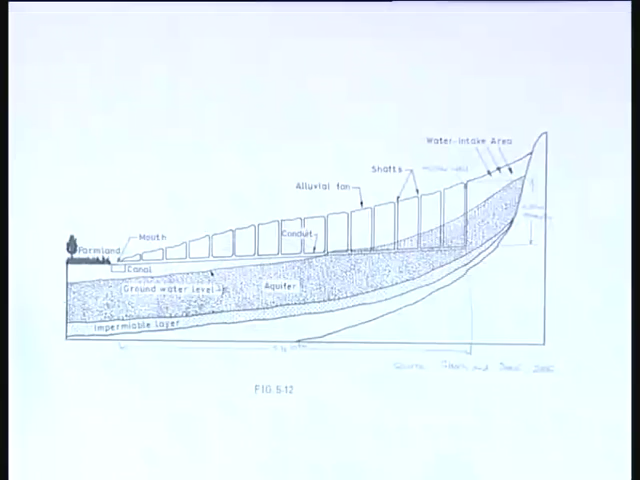 Water-Intake Area
Shafts
Alluvial fan
Mouth
Conduit
Farmland
Canal
Ground water level
Aquifer
Impermiable layer
FIG 5-12